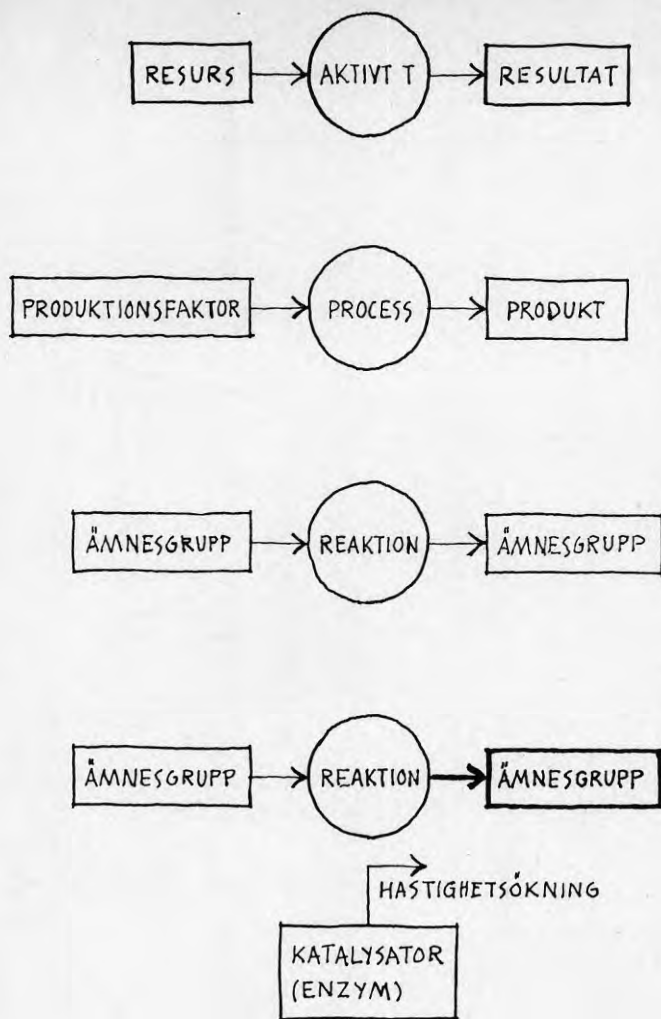 RESURS AKTIVT T RESULTAT
PRODUKTIONSFAKTOR PROCESS PRODUKT
ÄMNESGRUPP REAKTION ÄMNESGRUPP
ÄMNESGRUPP REAKTION ÄMNESGRUPP
HASTIGHETSÖKNING
KATALYSATOR
(ENZYM)